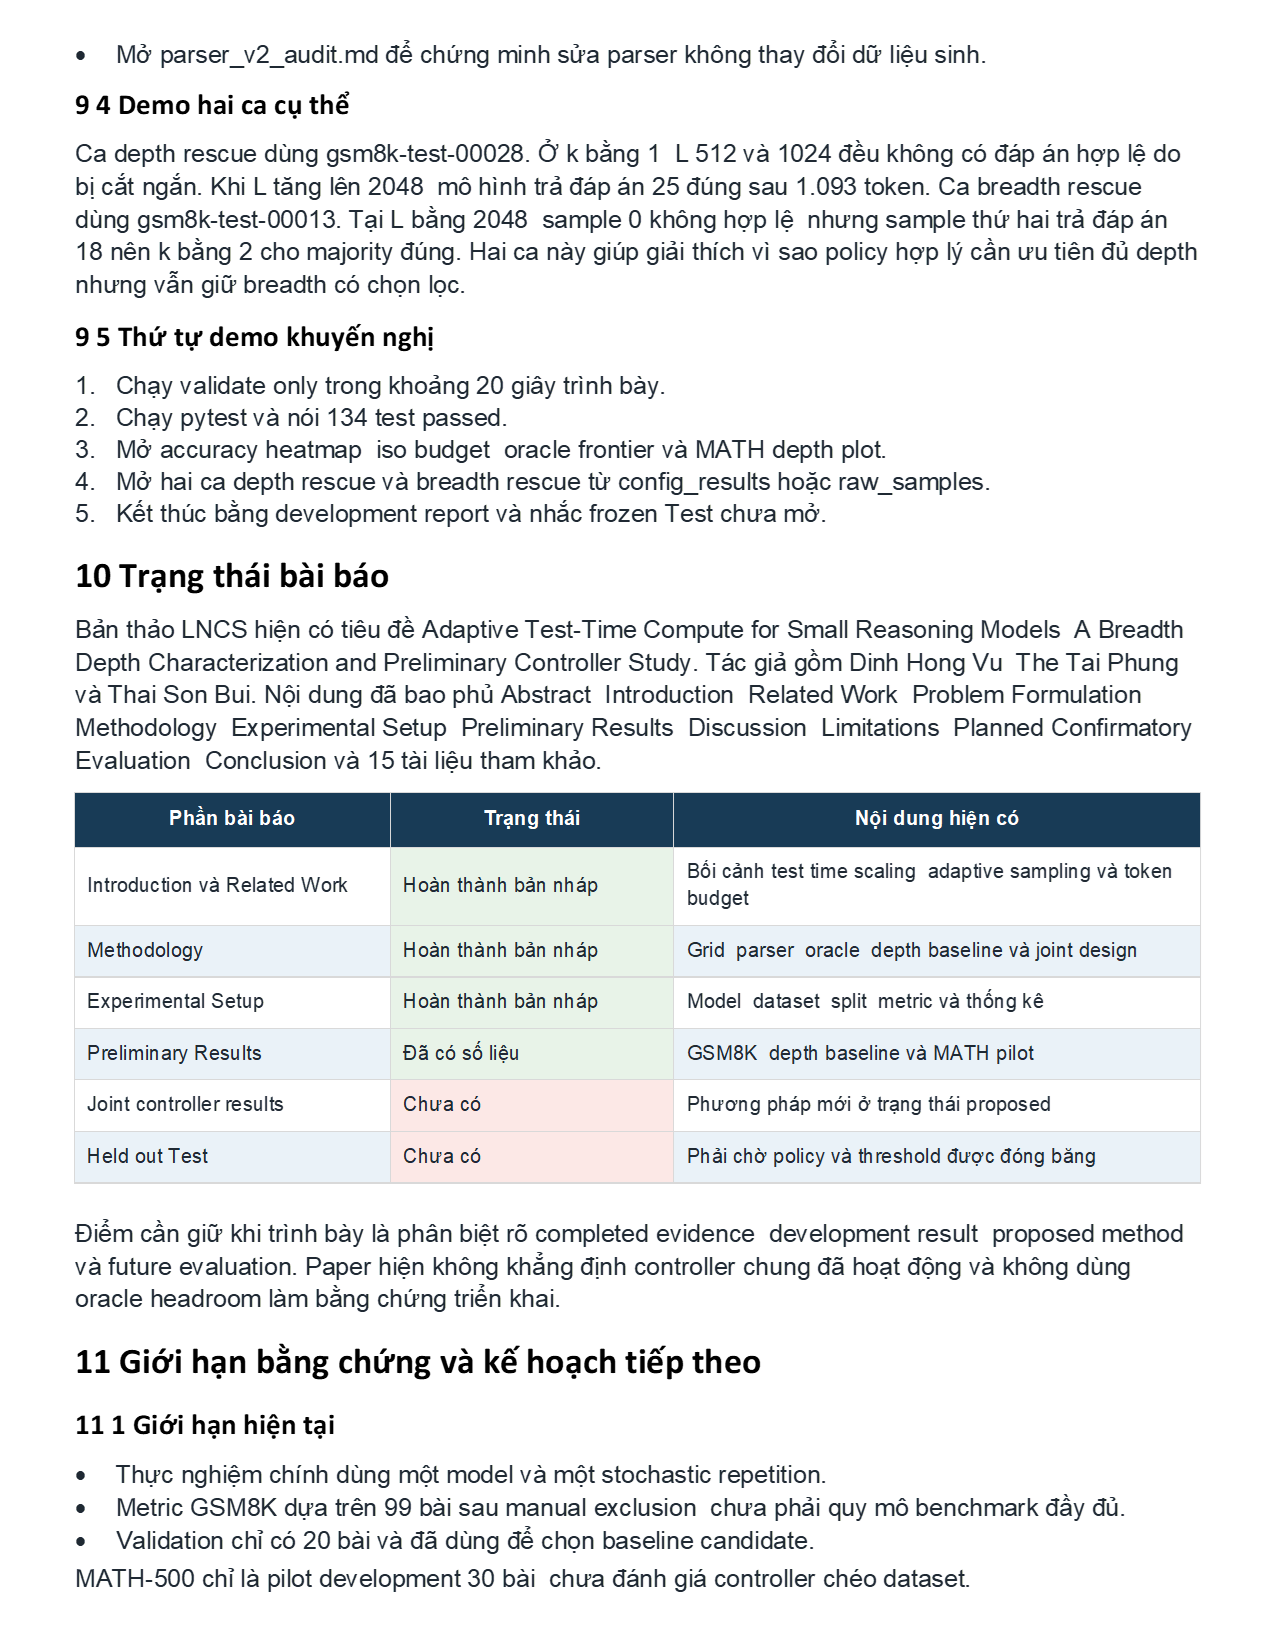 • Mở parser_v2_audit.md để chứng minh sửa parser không thay đổi dữ liệu sinh.
9 4 Demo hai ca cụ thể
Ca depth rescue dùng gsm8k-test-00028. Ở k bằng 1  L 512 và 1024 đều không có đáp án hợp lệ do
bị cắt ngắn. Khi L tăng lên 2048  mô hình trả đáp án 25 đúng sau 1.093 token. Ca breadth rescue
dùng gsm8k-test-00013. Tại L bằng 2048  sample 0 không hợp lệ  nhưng sample thứ hai trả đáp án
18 nên k bằng 2 cho majority đúng. Hai ca này giúp giải thích vì sao policy hợp lý cần ưu tiên đủ depth
nhưng vẫn giữ breadth có chọn lọc.
9 5 Thứ tự demo khuyến nghị
1. Chạy validate only trong khoảng 20 giây trình bày.
2. Chạy pytest và nói 134 test passed.
3. Mở accuracy heatmap  iso budget  oracle frontier và MATH depth plot.
4. Mở hai ca depth rescue và breadth rescue từ config_results hoặc raw_samples.
5. Kết thúc bằng development report và nhắc frozen Test chưa mở.
10 Trạng thái bài báo
Bản thảo LNCS hiện có tiêu đề Adaptive Test-Time Compute for Small Reasoning Models  A Breadth
Depth Characterization and Preliminary Controller Study. Tác giả gồm Dinh Hong Vu  The Tai Phung
và Thai Son Bui. Nội dung đã bao phủ Abstract  Introduction  Related Work  Problem Formulation
Methodology  Experimental Setup  Preliminary Results  Discussion  Limitations  Planned Confirmatory
Evaluation  Conclusion và 15 tài liệu tham khảo.
Phần bài báo Trạng thái Nội dung hiện có
Introduction và Related Work Hoàn thành bản nháp Bối cảnh test time scaling  adaptive sampling và token
budget
Methodology Hoàn thành bản nháp Grid  parser  oracle  depth baseline và joint design
Experimental Setup Hoàn thành bản nháp Model  dataset  split  metric và thống kê
Preliminary Results Đã có số liệu GSM8K  depth baseline và MATH pilot
Joint controller results Chưa có Phương pháp mới ở trạng thái proposed
Held out Test Chưa có Phải chờ policy và threshold được đóng băng
Điểm cần giữ khi trình bày là phân biệt rõ completed evidence  development result  proposed method
và future evaluation. Paper hiện không khẳng định controller chung đã hoạt động và không dùng
oracle headroom làm bằng chứng triển khai.
11 Giới hạn bằng chứng và kế hoạch tiếp theo
11 1 Giới hạn hiện tại
• Thực nghiệm chính dùng một model và một stochastic repetition.
• Metric GSM8K dựa trên 99 bài sau manual exclusion  chưa phải quy mô benchmark đầy đủ.
• Validation chỉ có 20 bài và đã dùng để chọn baseline candidate.
MATH-500 chỉ là pilot development 30 bài  chưa đánh giá controller chéo dataset.